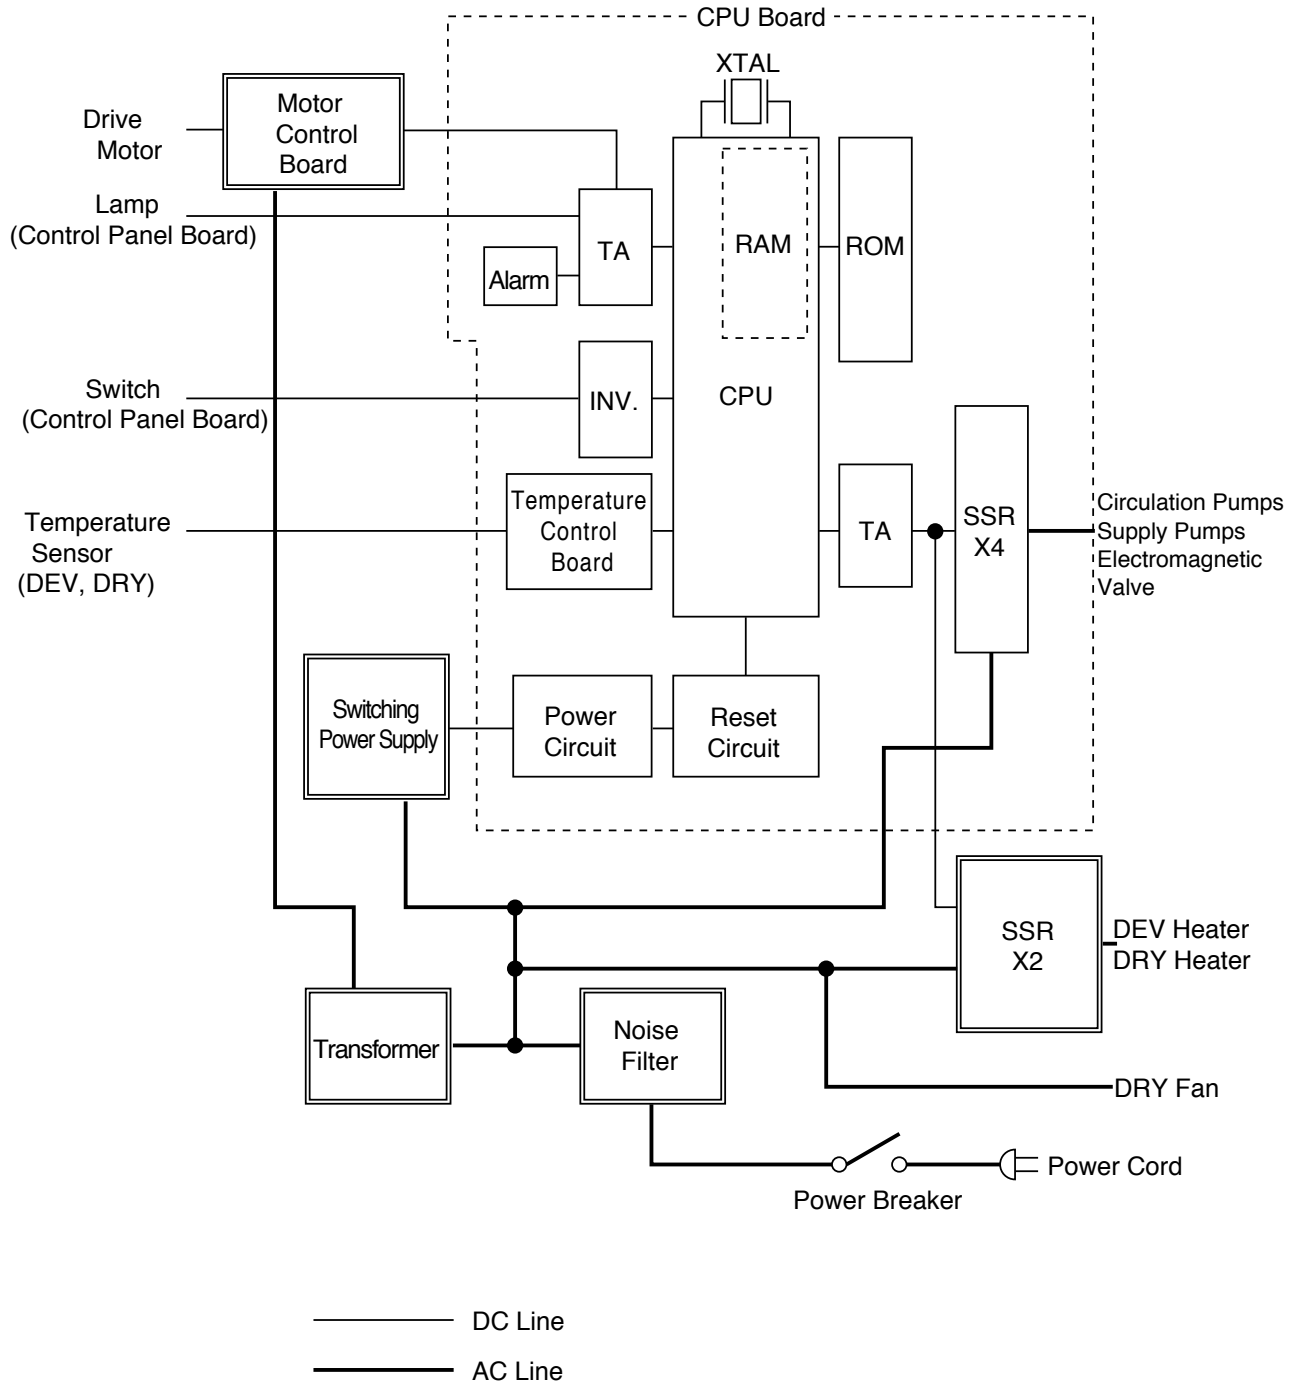 CPU Board
XTAL
Motor
Control
Board
Drive
Motor
Lamp
(Control Panel Board)
TA
Alarm
RAM
ROM
Switch
(Control Panel Board)
INV.
CPU
Temperature
Sensor
(DEV, DRY)
Temperature
Control
Board
TA
SSR
X4
Circulation Pumps
Supply Pumps
Electromagnetic
Valve
Switching
Power Supply
Power
Circuit
Reset
Circuit
SSR
X2
DEV Heater
DRY Heater
Transformer
Noise
Filter
DRY Fan
Power Cord
Power Breaker
DC Line
AC Line